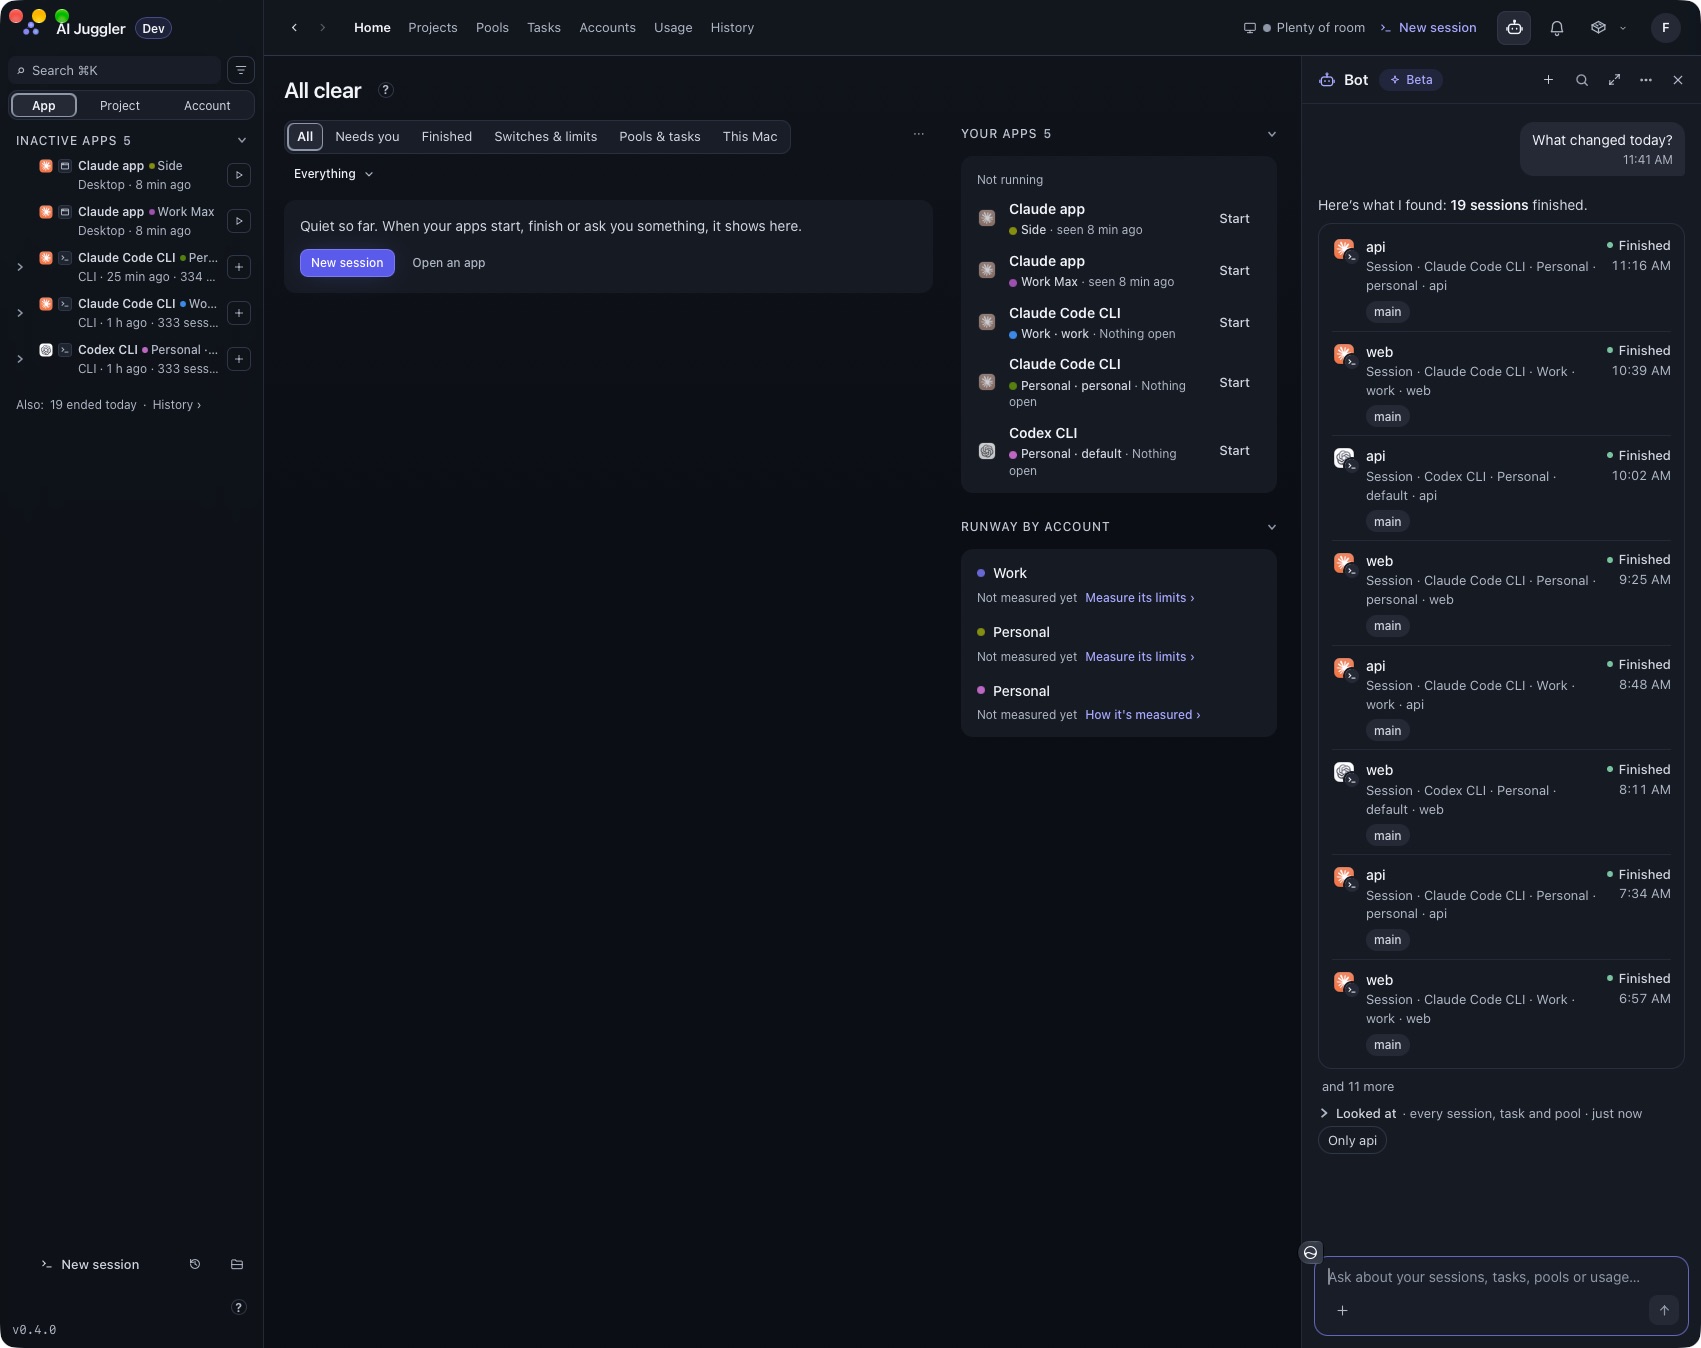 AI Juggler Dev
Search ⌘K
App Project Account
INACTIVE APPS 5
Claude app Side
Desktop · 8 min ago
Claude app Work Max
Desktop · 8 min ago
Claude Code CLI Per...
CLI · 25 min ago · 334 ...
Claude Code CLI Wo...
CLI · 1 h ago · 333 sess...
Codex CLI Personal ·...
CLI · 1 h ago · 333 sess...
Also: 19 ended today · History ›
New session
?
v0.4.0
Home Projects Pools Tasks Accounts Usage History
Plenty of room New session F
All clear ?
All Needs you Finished Switches & limits Pools & tasks This Mac ...
Everything
Quiet so far. When your apps start, finish or ask you something, it shows here.
New session Open an app
YOUR APPS 5
Not running
Claude app
Side · seen 8 min ago
Start
Claude app
Work Max · seen 8 min ago
Start
Claude Code CLI
Work · work · Nothing open
Start
Claude Code CLI
Personal · personal · Nothing
open
Start
Codex CLI
Personal · default · Nothing
open
Start
RUNWAY BY ACCOUNT
Work
Not measured yet Measure its limits ›
Personal
Not measured yet Measure its limits ›
Personal
Not measured yet How it's measured ›
Bot Beta
What changed today?
11:41 AM
Here's what I found: 19 sessions finished.
api Finished
Session · Claude Code CLI · Personal · 11:16 AM
personal · api
main
web Finished
Session · Claude Code CLI · Work · 10:39 AM
work · web
main
api Finished
Session · Codex CLI · Personal · 10:02 AM
default · api
main
web Finished
Session · Claude Code CLI · Personal · 9:25 AM
personal · web
main
api Finished
Session · Claude Code CLI · Work · 8:48 AM
work · api
main
web Finished
Session · Codex CLI · Personal · 8:11 AM
default · web
main
api Finished
Session · Claude Code CLI · Personal · 7:34 AM
personal · api
main
web Finished
Session · Claude Code CLI · Work · 6:57 AM
work · web
main
and 11 more
Looked at · every session, task and pool · just now
Only api
Ask about your sessions, tasks, pools or usage...